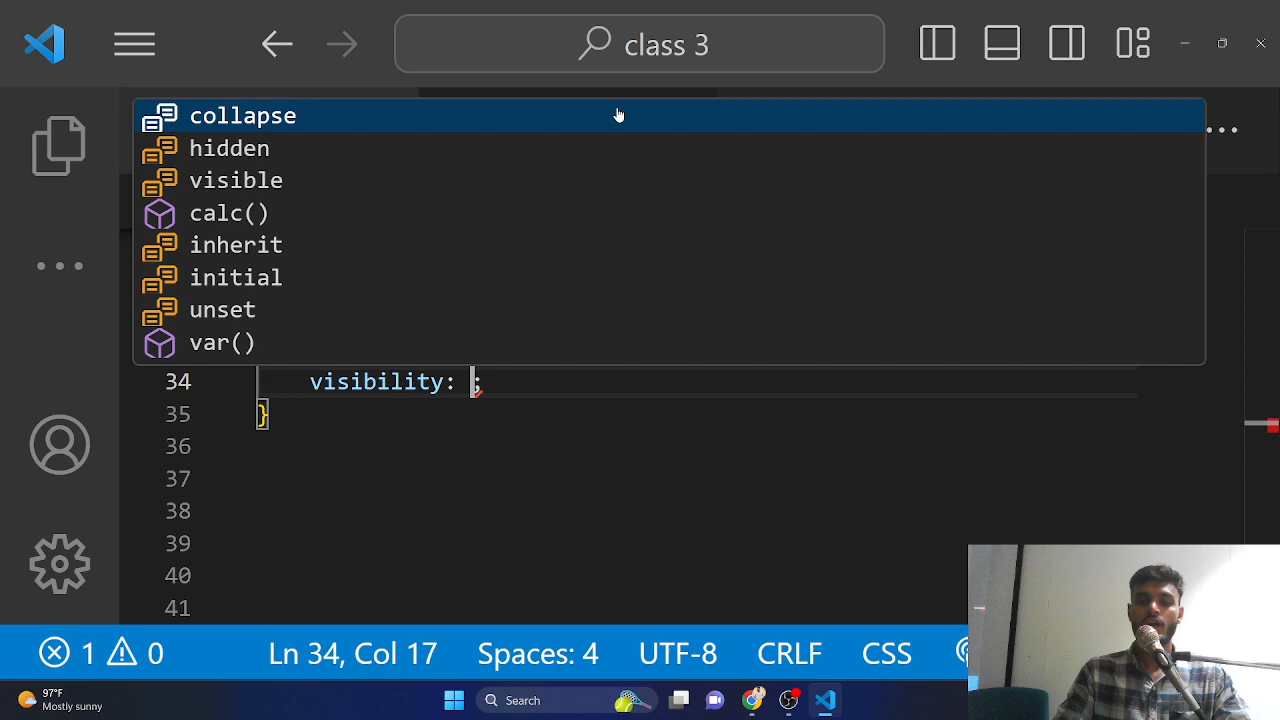 class 3
collapse
hidden
visible
calc()
inherit
initial
unset
var()
34 visibility: ;
35 }
36
37
38
39
40
41
1 0 Ln 34, Col 17 Spaces: 4 UTF-8 CRLF CSS
97°F
Mostly sunny
Search